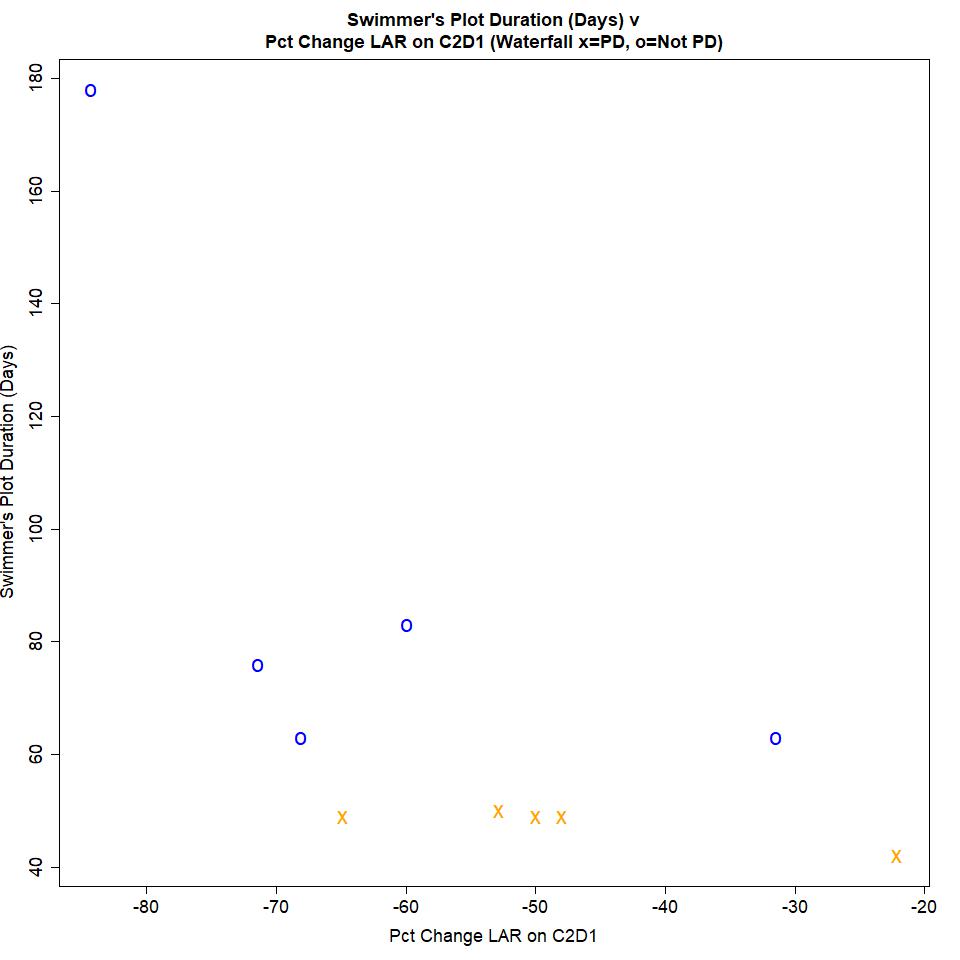 Swimmer's Plot Duration (Days) v
Pct Change LAR on C2D1 (Waterfall x=PD, o=Not PD)
Swimmer's Plot Duration (Days)
180
160
140
120
100
80
60
40
o
o
o
o
o
x
x
x
x
x
-80 -70 -60 -50 -40 -30 -20
Pct Change LAR on C2D1